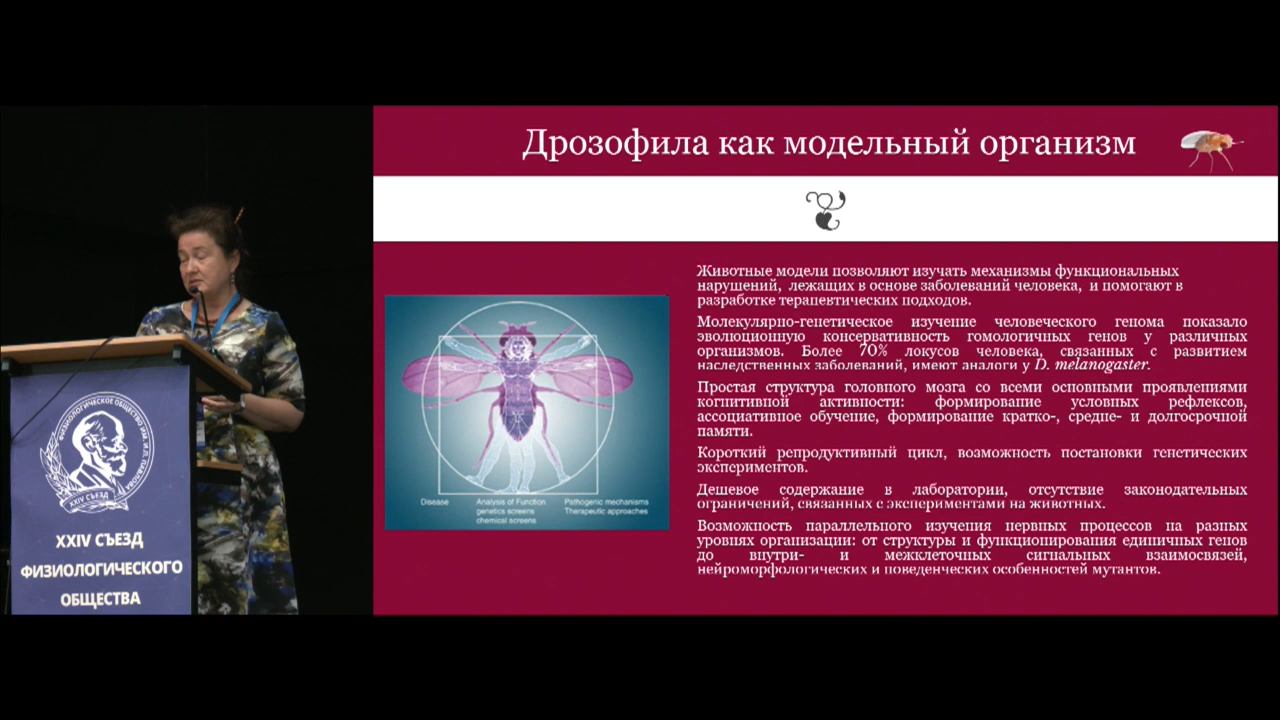 Дрозофила как модельный организм
Животные модели позволяют изучать механизмы функциональных
нарушений, лежащих в основе заболеваний человека, и помогают в
разработке терапевтических подходов.
Молекулярно-генетическое изучение человеческого генома показало
эволюционную консервативность гомологичных генов у различных
организмов. Более 70% локусов человека, связанных с развитием
наследственных заболеваний, имеют аналоги у D. melanogaster.
Простая структура головного мозга со всеми основными проявлениями
когнитивной активности: формирование условных рефлексов,
ассоциативное обучение, формирование кратко-, средне- и долгосрочной
памяти.
Короткий репродуктивный цикл, возможность постановки генетических
экспериментов.
Дешевое содержание в лаборатории, отсутствие законодательных
ограничений, связанных с экспериментами на животных.
Возможность параллельного изучения нервных процессов на разных
уровнях организации: от структуры и функционирования единичных генов
до внутри- и межклеточных сигнальных взаимосвязей,
нейроморфологических и поведенческих особенностей мутантов.
Disease
Analysis of Function
genetics screens
chemical screens
Pathogenic mechanisms
Therapeutic approaches
ФИЗИОЛОГИЧЕСКОЕ ОБЩЕСТВО ИМ. И.П. ПАВЛОВА
XXIV СЪЕЗД
XXIV СЪЕЗД
ФИЗИОЛОГИЧЕСКОГО
ОБЩЕСТВА